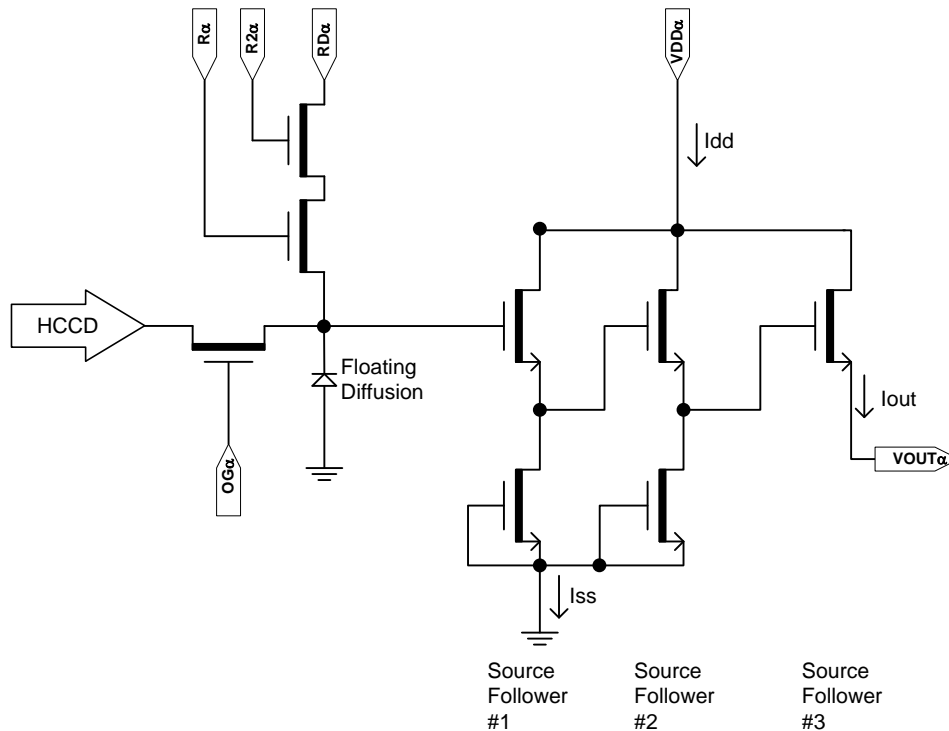 Rα
R2α
RDα
VDDα
Idd
HCCD
Floating
Diffusion
OGα
Iout
VOUTα
Iss
Source
Follower
#1
Source
Follower
#2
Source
Follower
#3